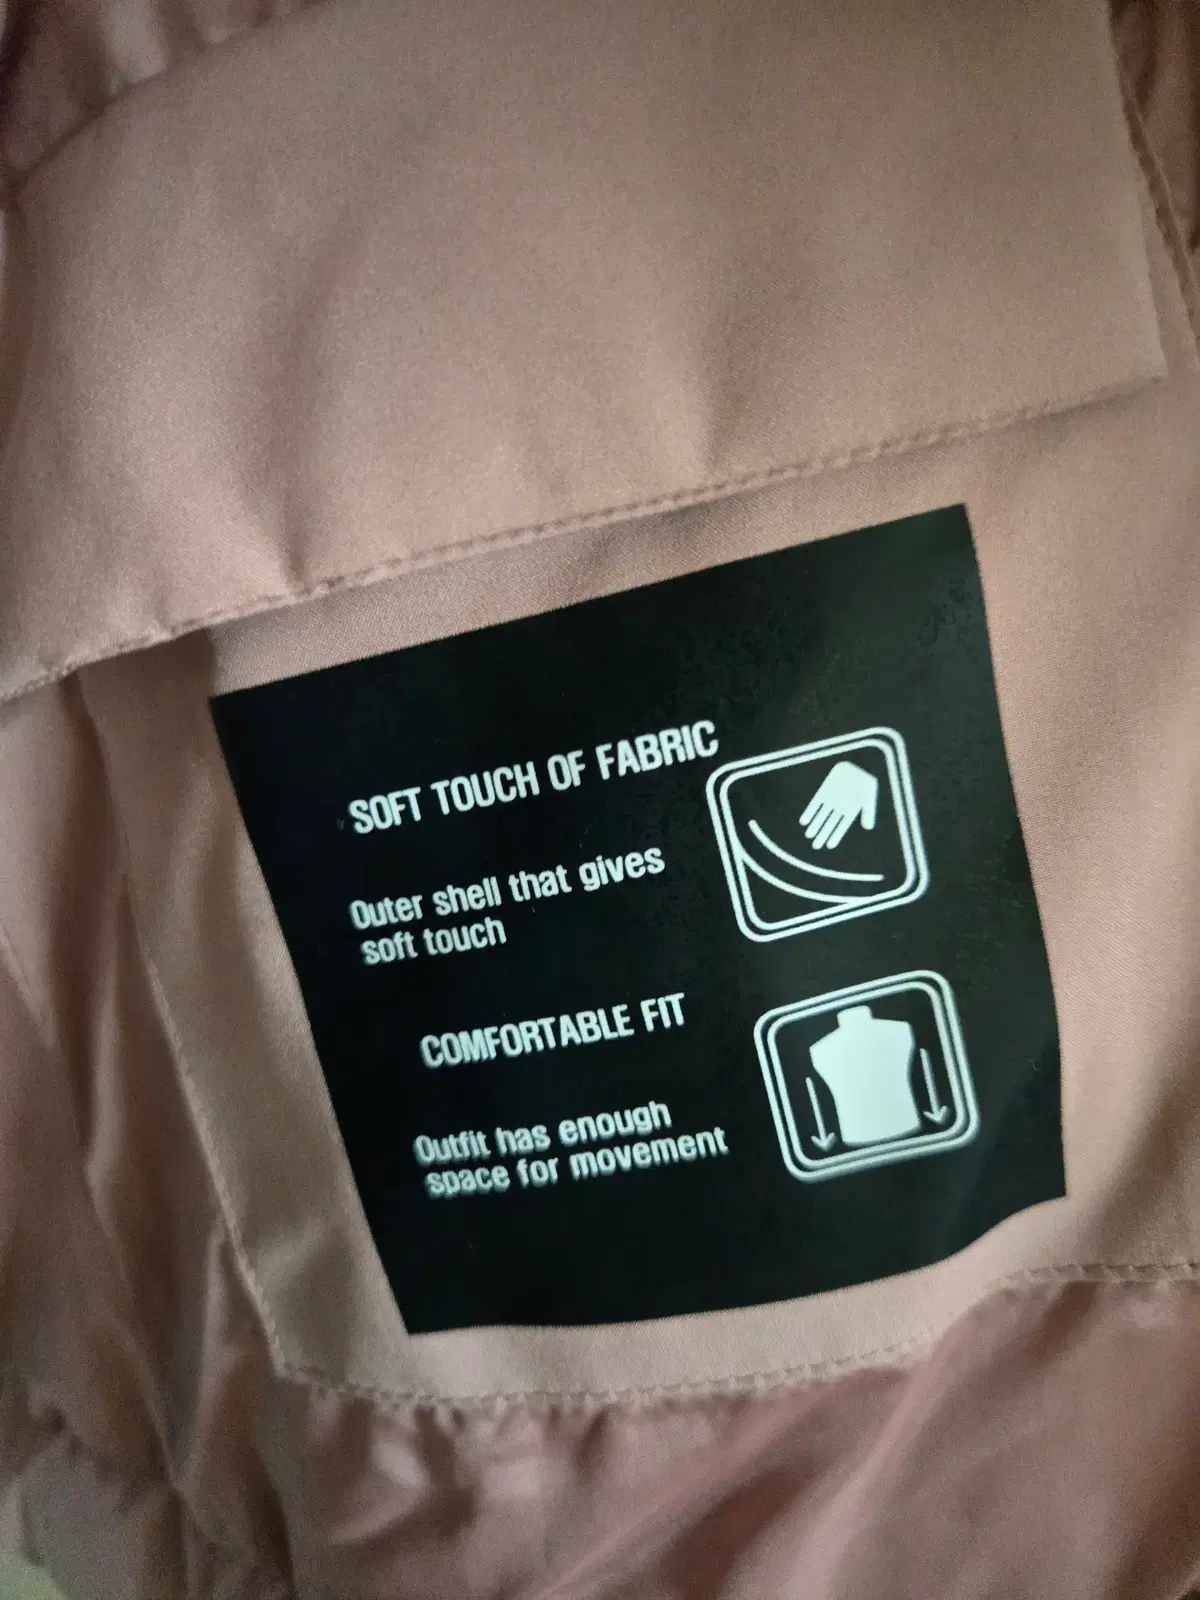 SOFT TOUCH OF FABRIC
Outer shell that gives
soft touch
COMFORTABLE FIT
Outfit has enough
space for movement